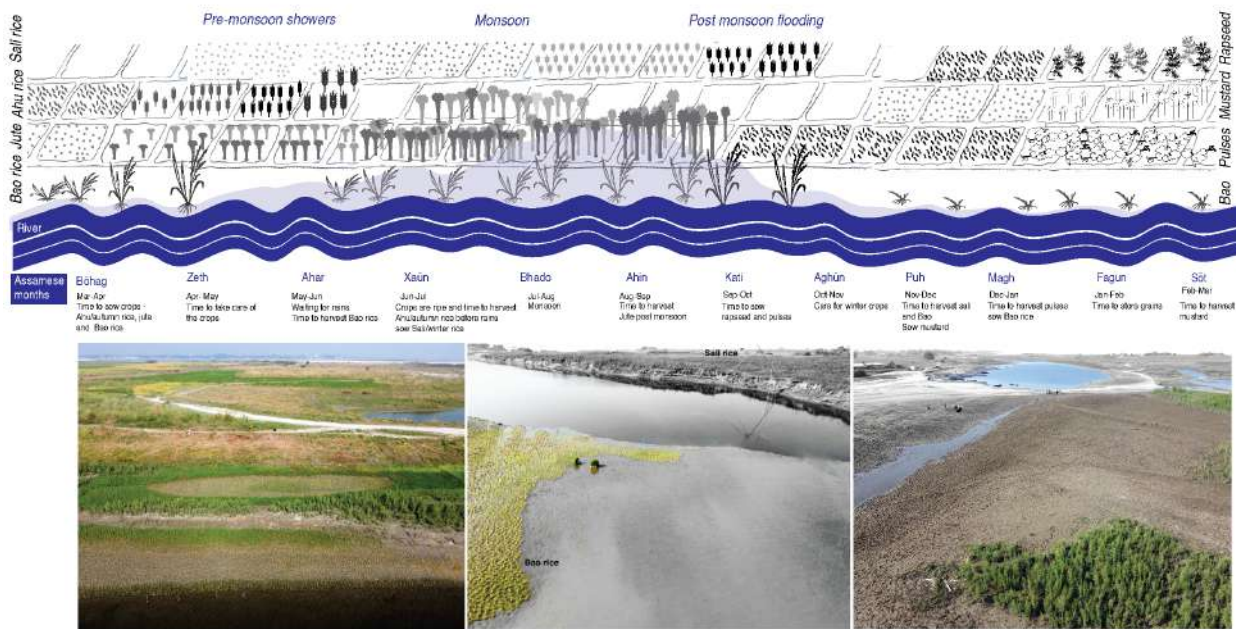 Pre-monsoon showers
Monsoon
Post monsoon flooding
Sali rice
Ahu rice
Jute
Bao rice
Rapseed
Mustard
Pulses
Bao
River
Assamese
months
Böhag
Mar-Apr
Time to sow crops -
Ahu/autumn rice, jute
and Bao rice
Zeth
Apr-May
Time to take care of
the crops
Ahar
May-Jun
Waiting for rains
Time to harvest Bao rice
Xaün
Jun-Jul
Crops are ripe and time to harvest
Ahu/autumn rice before rains
sow Sali/winter rice
Bhado
Jul-Aug
Monsoon
Ahin
Aug-Sep
Time to harvest
Jute post monsoon
Kati
Sep-Oct
Time to sow
rapseed and pulses
Aghün
Oct-Nov
Care for winter crops
Puh
Nov-Dec
Time to harvest sali
and Bao
Sow mustard
Magh
Dec-Jan
Time to harvest pulses
sow Bao rice
Fagun
Jan-Feb
Time to store grains
Söt
Feb-Mar
Time to harvest
mustard
Sali rice
Bao rice